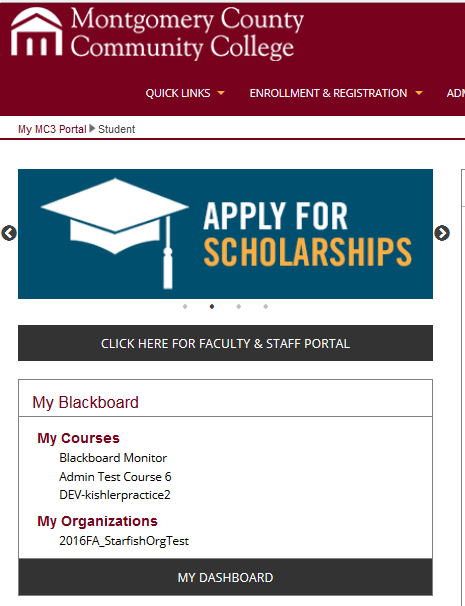 Montgomery County
Community College
QUICK LINKS ENROLLMENT & REGISTRATION
My MC3 Portal Student
APPLY FOR
SCHOLARSHIPS
CLICK HERE FOR FACULTY & STAFF PORTAL
My Blackboard
My Courses
Blackboard Monitor
Admin Test Course 6
DEV-kishlerpractice2
My Organizations
2016FA_StarfishOrgTest
MY DASHBOARD